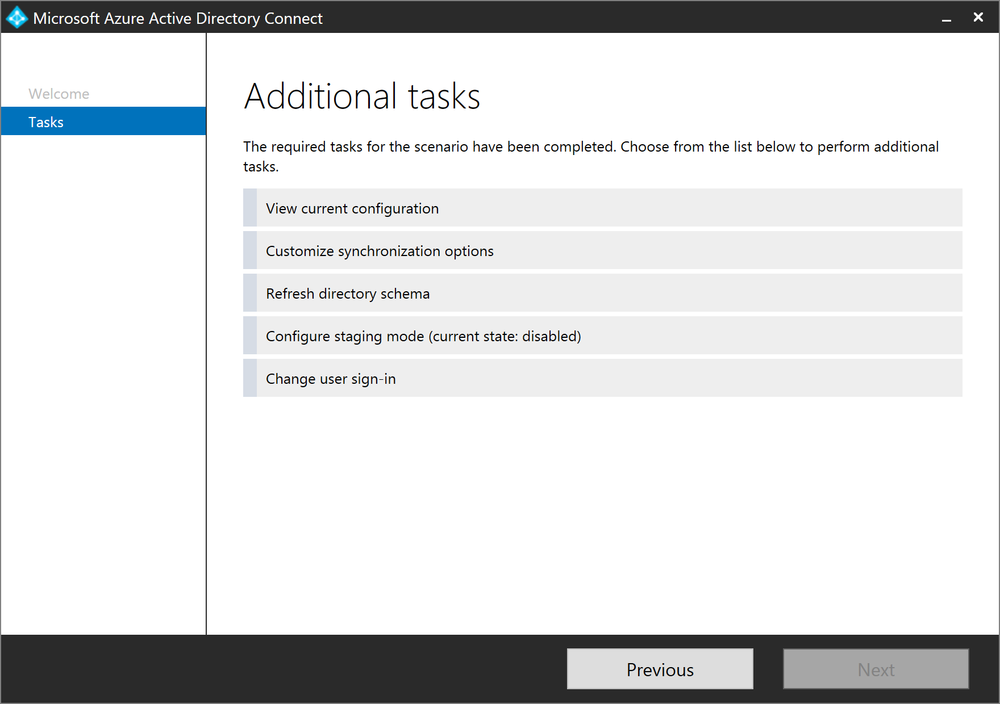 Microsoft Azure Active Directory Connect
Welcome
Tasks
Additional tasks
The required tasks for the scenario have been completed. Choose from the list below to perform additional
tasks.
View current configuration
Customize synchronization options
Refresh directory schema
Configure staging mode (current state: disabled)
Change user sign-in
Previous
Next